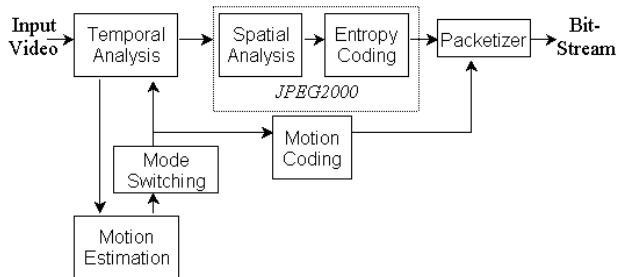 Input
Video
Temporal
Analysis
Spatial
Analysis
Entropy
Coding
JPEG2000
Packetizer
Bit-
Stream
Mode
Switching
Motion
Coding
Motion
Estimation